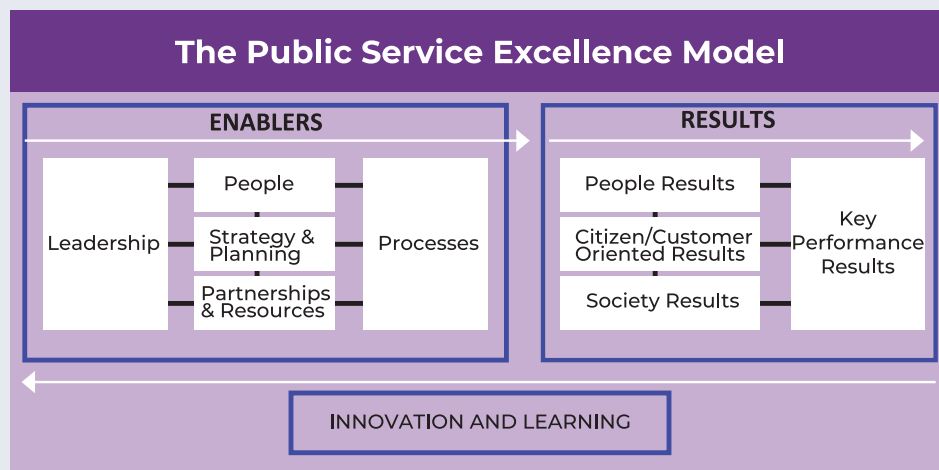 The Public Service Excellence Model
ENABLERS
RESULTS
Leadership
People
Strategy &
Planning
Partnerships
& Resources
Processes
People Results
Citizen/Customer
Oriented Results
Society Results
Key
Performance
Results
INNOVATION AND LEARNING